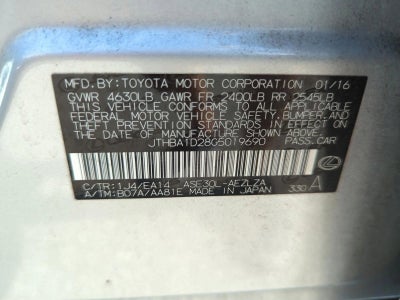 MFD. BY: TOYOTA MOTOR CORPORATION 01/16
GVWR 4630LB GAWR FR 2400LB RR 2545LB
THIS VEHICLE CONFORMS TO ALL APPLICABLE
FEDERAL MOTOR VEHICLE SAFETY, BUMPER,
AND THEFT PREVENTION STANDARDS IN EFFECT
ON THE DATE OF MANUFACTURE SHOWN ABOVE.
JTHBA1D28G5019690 PASS. CAR
C/TR: 1J4/EA14 ASE30L-AEZLZA
A/TM: B07A/AA81E MADE IN JAPAN 330 A